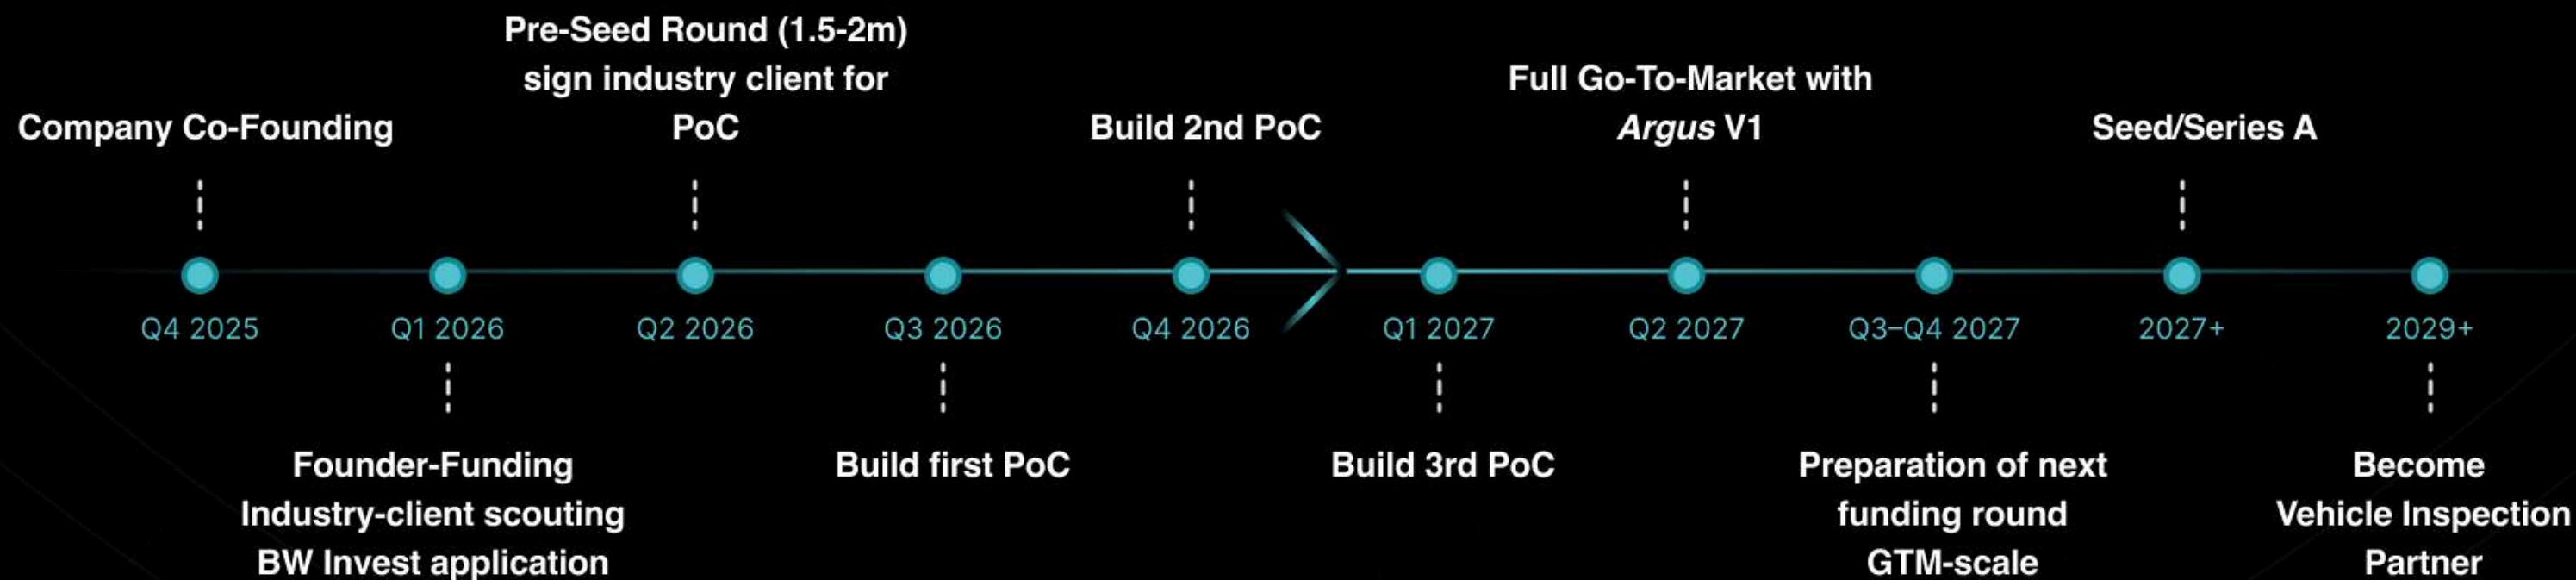 Company Co-Founding
Pre-Seed Round (1.5-2m)
sign industry client for
PoC
Build 2nd PoC
Full Go-To-Market with
Argus V1
Seed/Series A
Q4 2025
Q1 2026
Q2 2026
Q3 2026
Q4 2026
Q1 2027
Q2 2027
Q3–Q4 2027
2027+
2029+
Founder-Funding
Industry-client scouting
BW Invest application
Build first PoC
Build 3rd PoC
Preparation of next
funding round
GTM-scale
Become
Vehicle Inspection
Partner